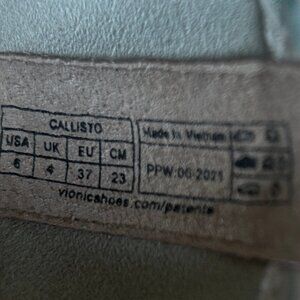 CALLISTO
USA UK EU CM
6 4 37 23
Made in Vietnam
PPW:06-2021
vionicshoes.com/patents